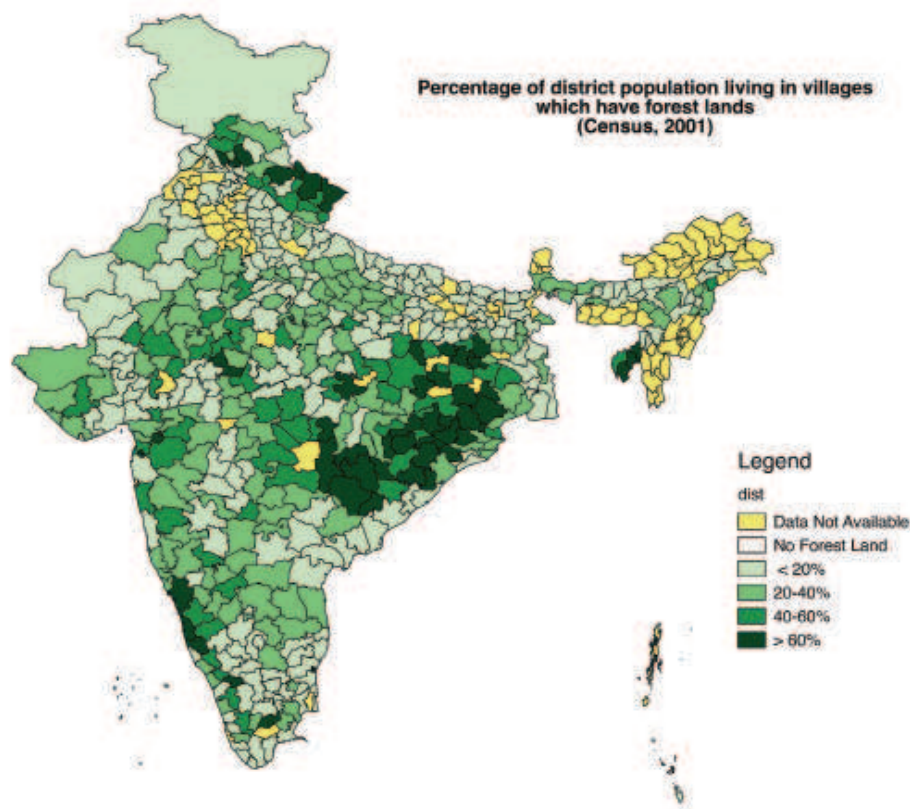 Percentage of district population living in villages
which have forest lands
(Census, 2001)
Legend
dist
Data Not Available
No Forest Land
< 20%
20-40%
40-60%
> 60%